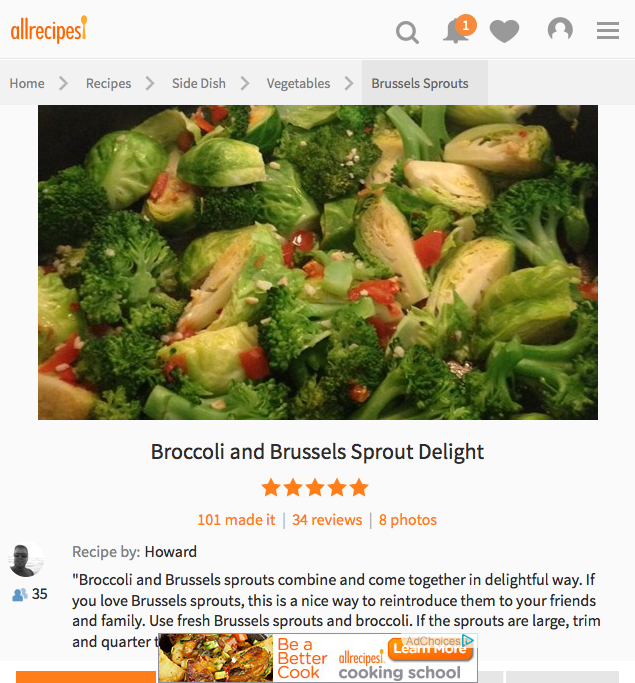 allrecipes!
1
Home Recipes Side Dish Vegetables Brussels Sprouts
Broccoli and Brussels Sprout Delight
101 made it | 34 reviews | 8 photos
Recipe by: Howard
35
"Broccoli and Brussels sprouts combine and come together in delightful way. If
you love Brussels sprouts, this is a nice way to reintroduce them to your friends
and family. Use fresh Brussels sprouts and broccoli. If the sprouts are large, trim
and quarter
Be a
Better
Cook
allrecipes!
cooking school
AdChoices
Learn More